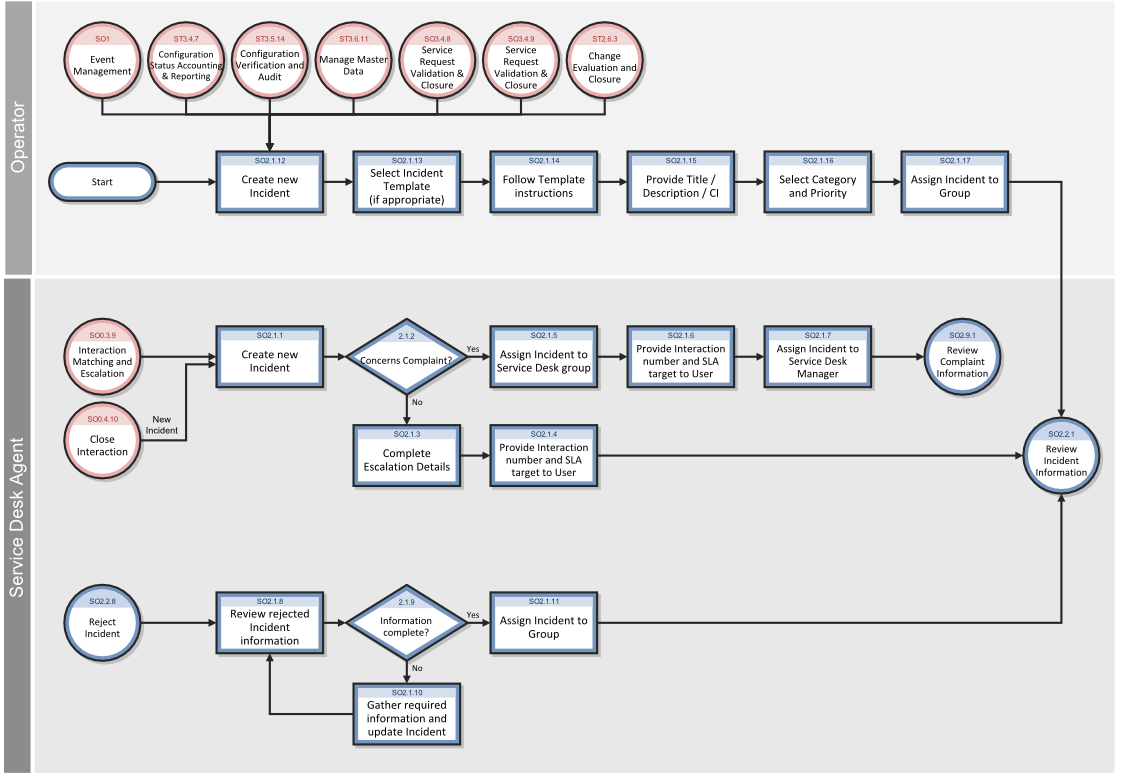 Operator
SO1
Event
Management
ST3.4.7
Configuration
Status Accounting
& Reporting
ST3.5.14
Configuration
Verification and
Audit
ST3.6.11
Manage Master
Data
SO3.4.8
Service
Request
Validation &
Closure
SO3.4.9
Service
Request
Validation &
Closure
ST2.6.3
Change
Evaluation and
Closure
Start
SO2.1.12
Create new
Incident
SO2.1.13
Select Incident
Template
(if appropriate)
SO2.1.14
Follow Template
instructions
SO2.1.15
Provide Title /
Description / CI
SO2.1.16
Select Category
and Priority
SO2.1.17
Assign Incident to
Group
Service Desk Agent
SO0.3.9
Interaction
Matching and
Escalation
SO2.1.1
Create new
Incident
2.1.2
Concerns Complaint?
Yes
SO2.1.5
Assign Incident to
Service Desk group
SO2.1.6
Provide Interaction
number and SLA
target to User
SO2.1.7
Assign Incident to
Service Desk
Manager
SO2.9.1
Review
Complaint
Information
No
SO0.4.10
Close
Interaction
New
Incident
SO2.1.3
Complete
Escalation Details
SO2.1.4
Provide Interaction
number and SLA
target to User
SO2.2.1
Review
Incident
Information
SO2.2.8
Reject
Incident
SO2.1.8
Review rejected
Incident
information
2.1.9
Information
complete?
Yes
SO2.1.11
Assign Incident to
Group
No
SO2.1.10
Gather required
information and
update Incident